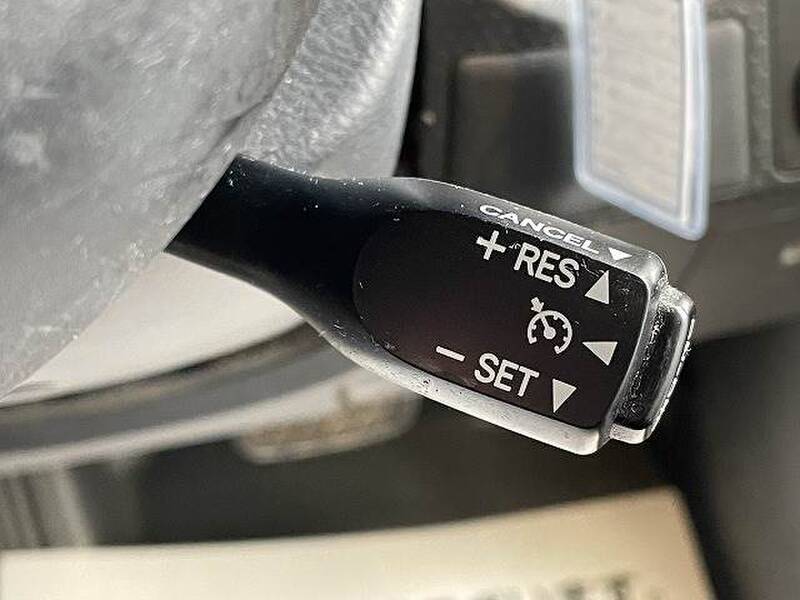 CANCEL ▼
+ RES ▲
◀
− SET ▼